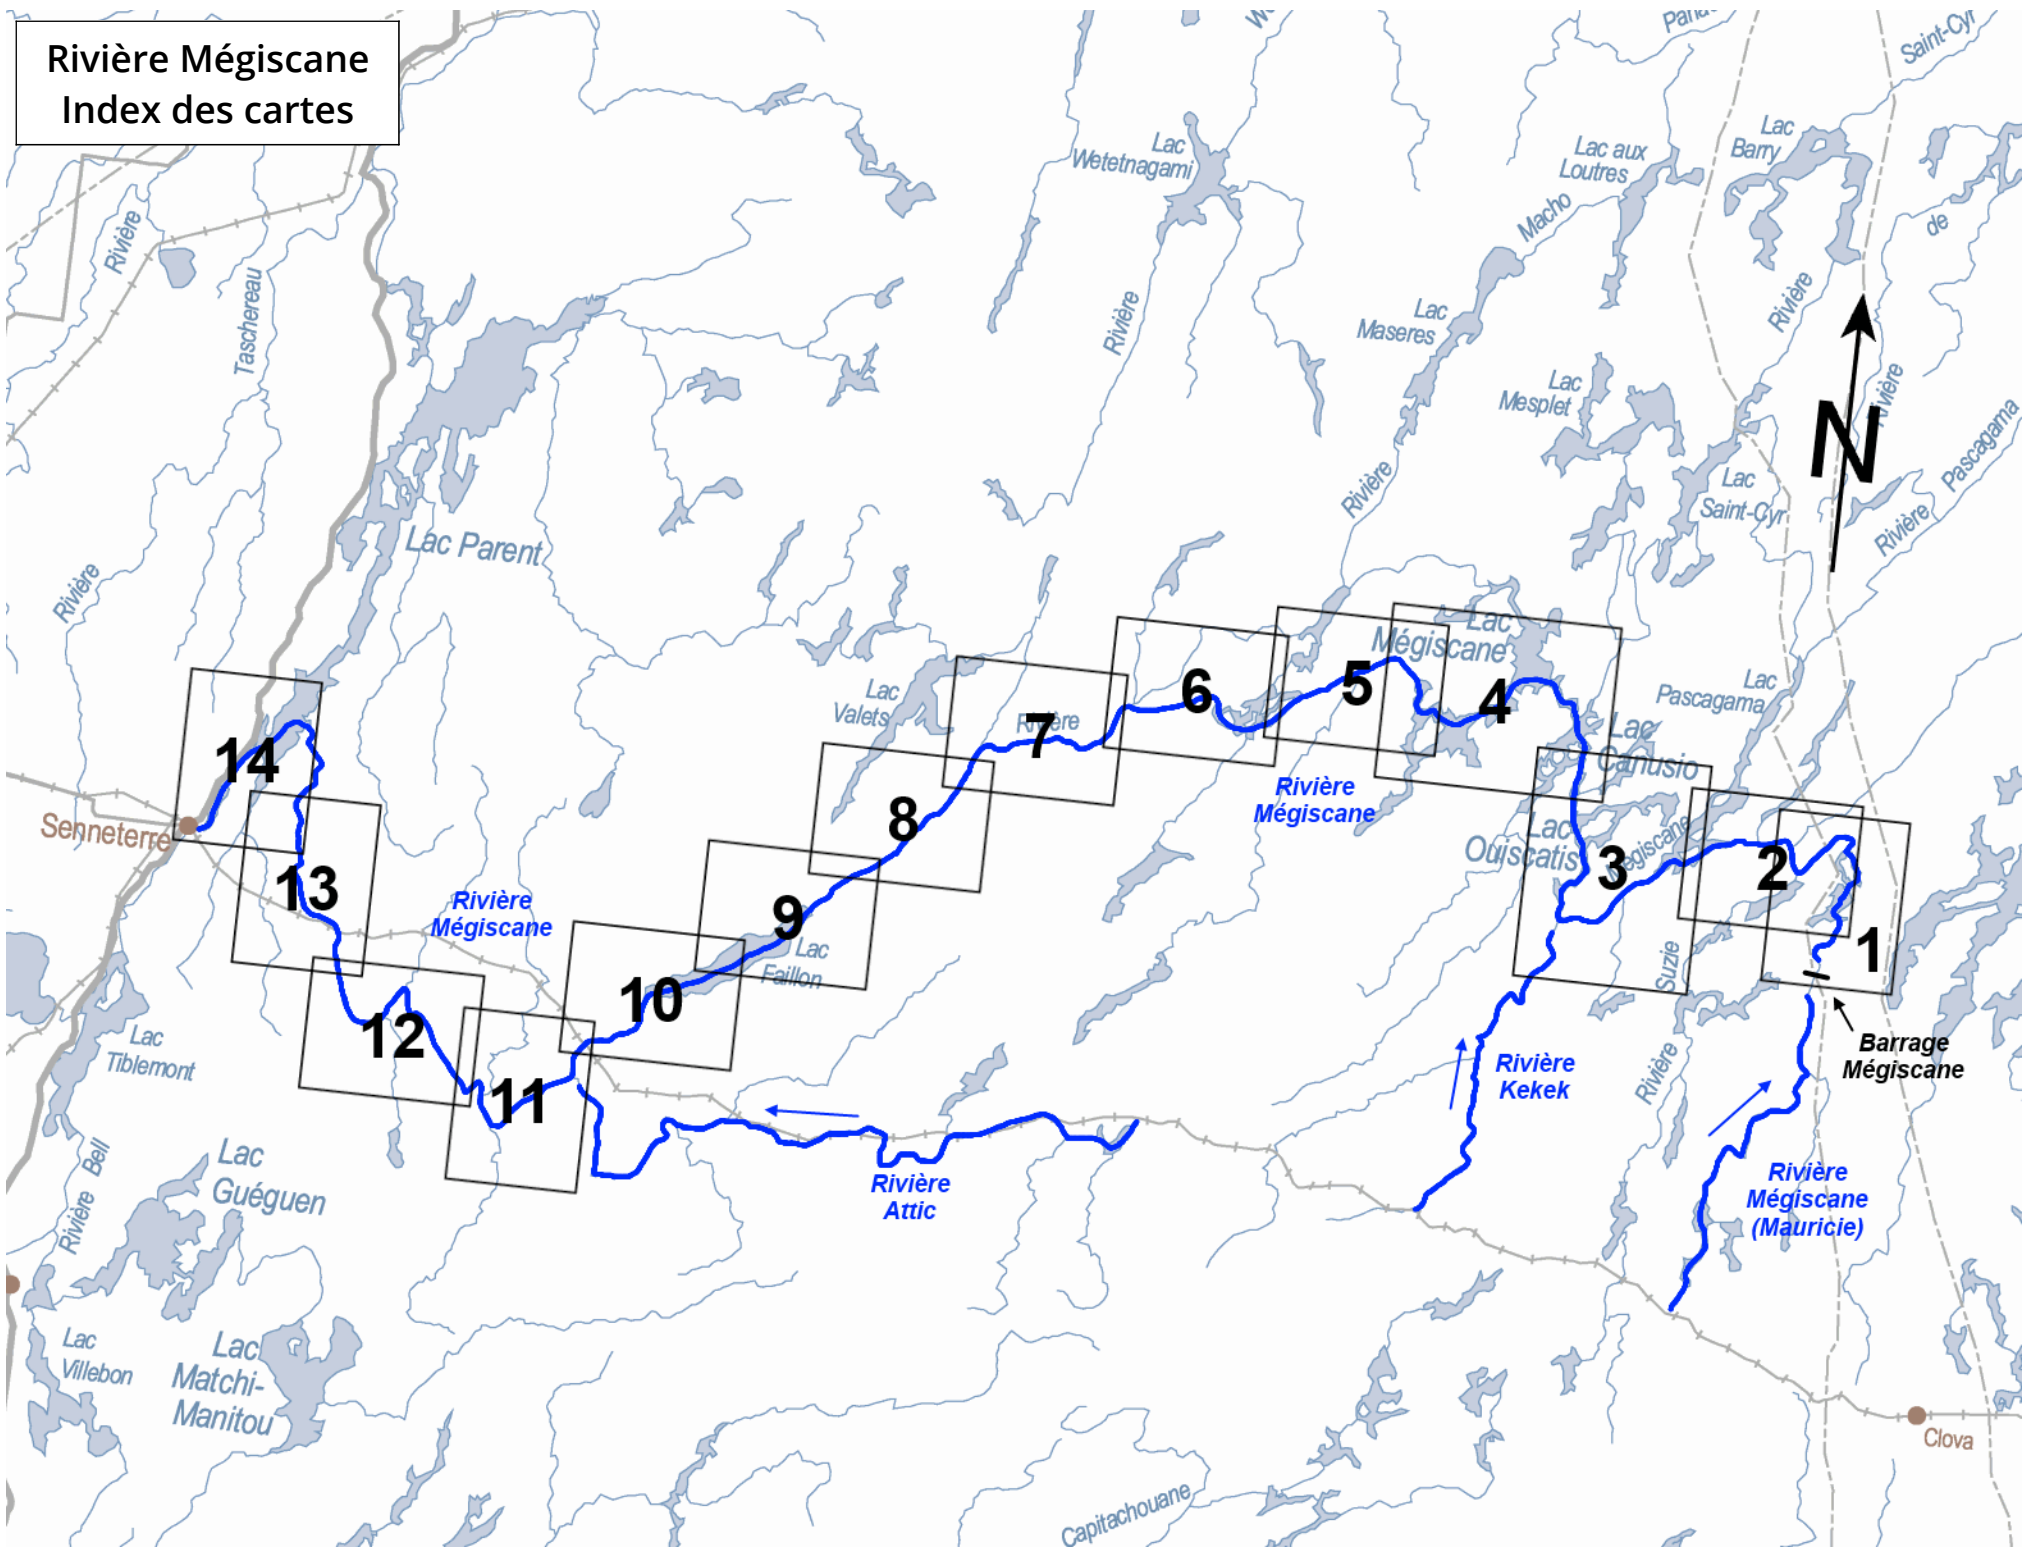 Rivière Mégiscane
Index des cartes
Saint-Cyr
de
Lac
Barry
Lac aux
Loutres
Lac
Wetetnagami
Macho
Rivière
Rivière
Taschereau
Rivière
Lac
Maseres
Rivière
Lac
Mesplet
N
Pascagama
Rivière
Rivière
Lac
Saint-Cyr
Lac Parent
Rivière
Lac
Mégiscane
Lac
Pascagama
Lac
Valets
Rivière
Lac
Canusio
14
7
6
5
4
Rivière
Mégiscane
Senneterre
8
Lac
Ouiscatis
Mégiscane
3
2
1
13
Rivière
Mégiscane
9
Lac
Faillon
Suzie
10
12
11
Lac
Tiblemont
Rivière
Kekek
Rivière
Barrage
Mégiscane
Rivière
Attic
Rivière
Mégiscane
(Mauricie)
Rivière Bell
Lac
Guéguen
Lac
Villebon
Lac
Matchi-
Manitou
Clova
Capitachouane